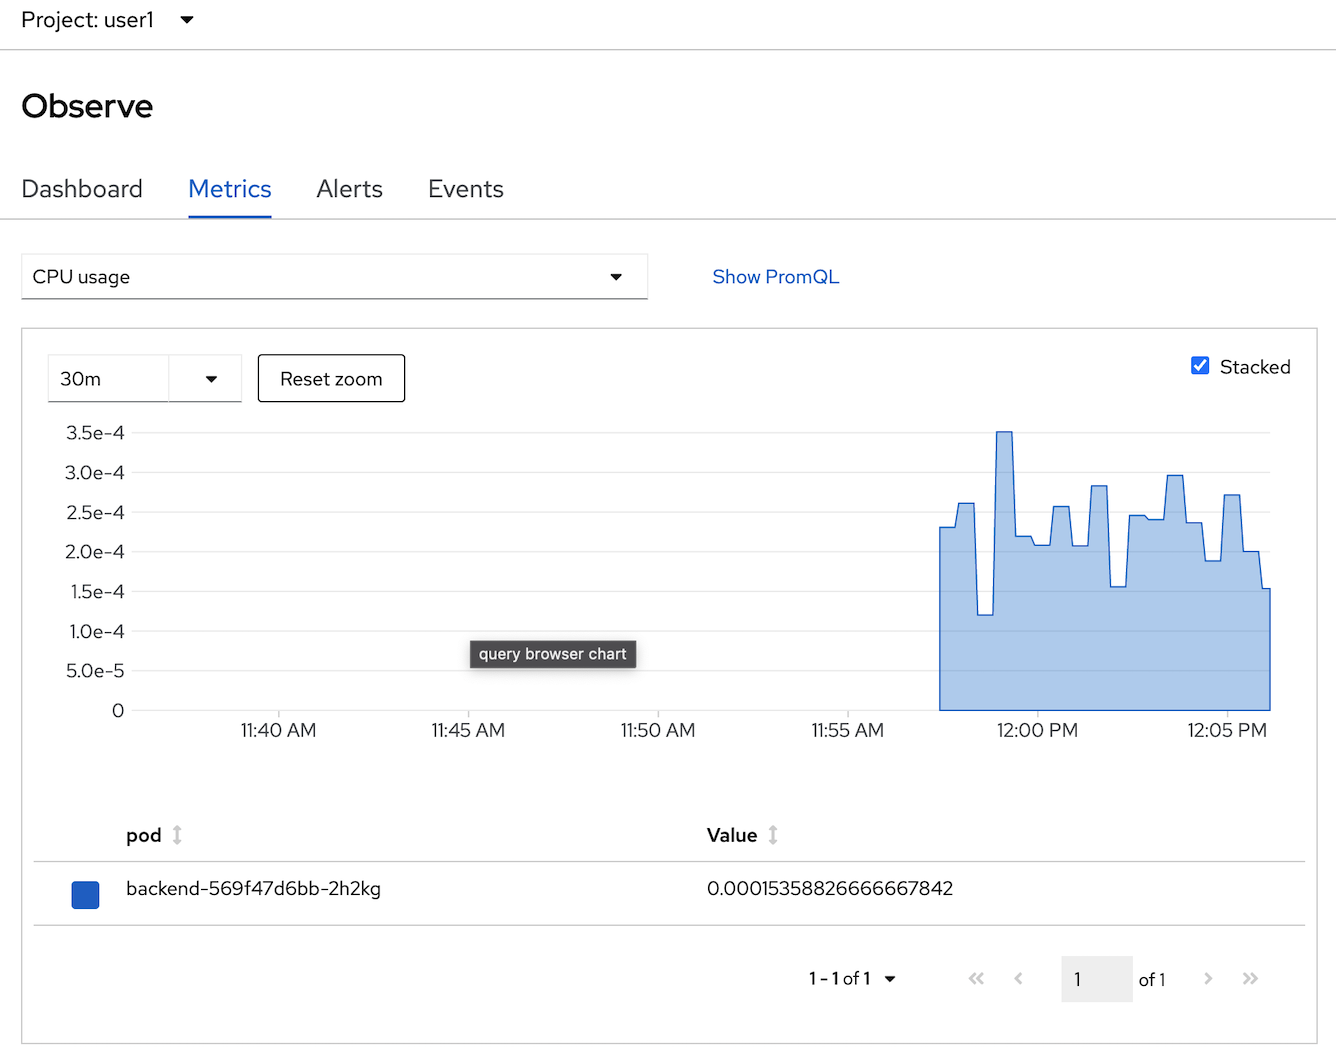 Project: user1
Observe
Dashboard Metrics Alerts Events
CPU usage Show PromQL
30m Reset zoom Stacked
3.5e-4
3.0e-4
2.5e-4
2.0e-4
1.5e-4
1.0e-4
query browser chart
5.0e-5
0
11:40 AM 11:45 AM 11:50 AM 11:55 AM 12:00 PM 12:05 PM
pod Value
backend-569f47d6bb-2h2kg 0.00015358826666667842
1 - 1 of 1 1 of 1